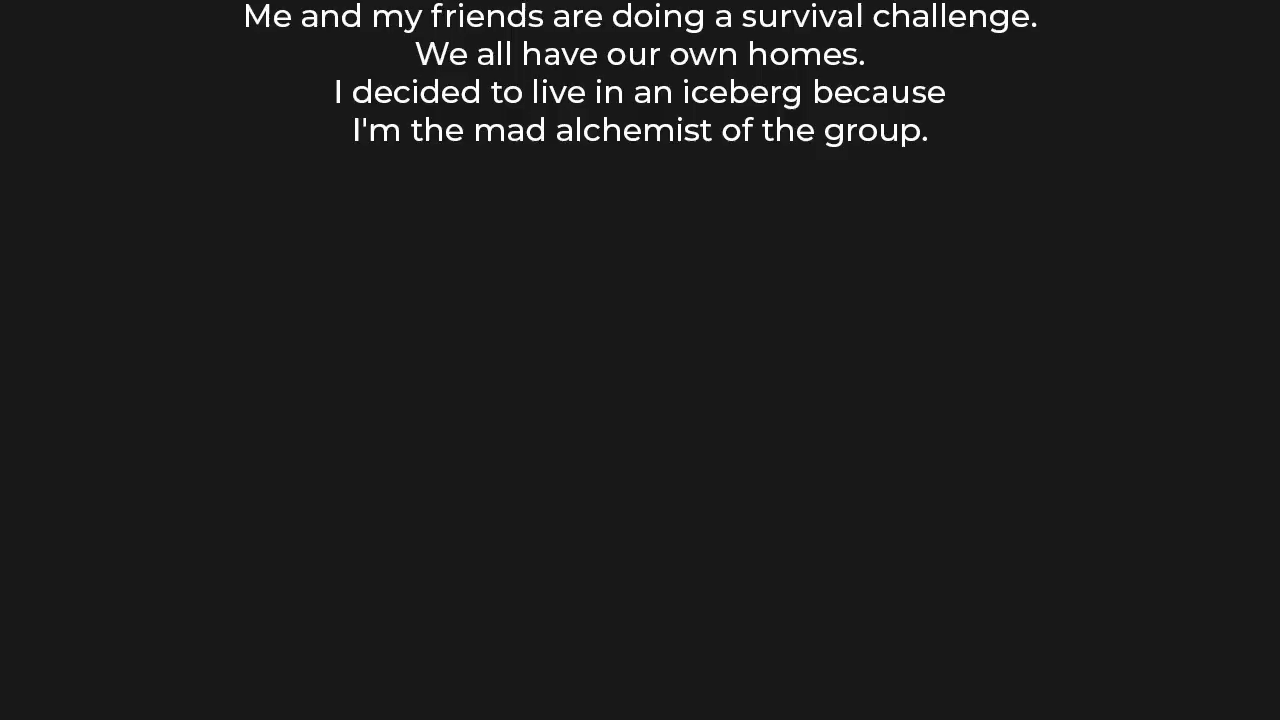 Me and my friends are doing a survival challenge.
We all have our own homes.
I decided to live in an iceberg because
I'm the mad alchemist of the group.